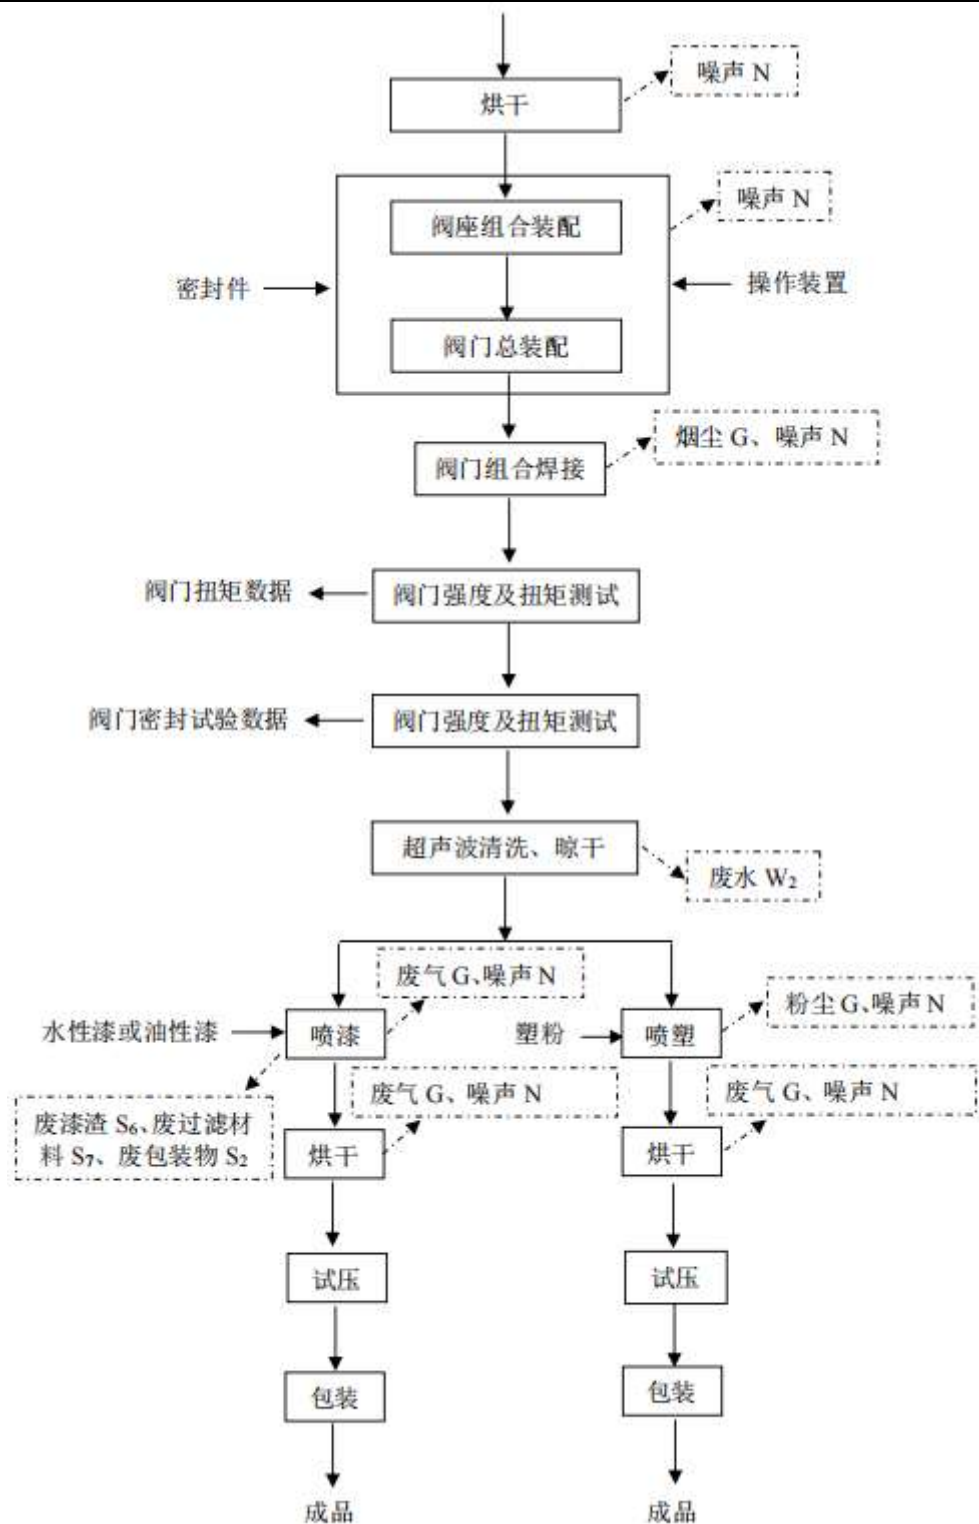 噪声 N
烘干
噪声 N
阀座组合装配
密封件
操作装置
阀门总装配
烟尘 G、噪声 N
阀门组合焊接
阀门扭矩数据
阀门强度及扭矩测试
阀门密封试验数据
阀门强度及扭矩测试
超声波清洗、晾干
废水 W₂
废气 G、噪声 N
粉尘 G、噪声 N
水性漆或油性漆
喷漆
塑粉
喷塑
废气 G、噪声 N
废气 G、噪声 N
废漆渣 S₆、废过滤材
料 S₇、废包装物 S₂
烘干
烘干
试压
试压
包装
包装
成品
成品